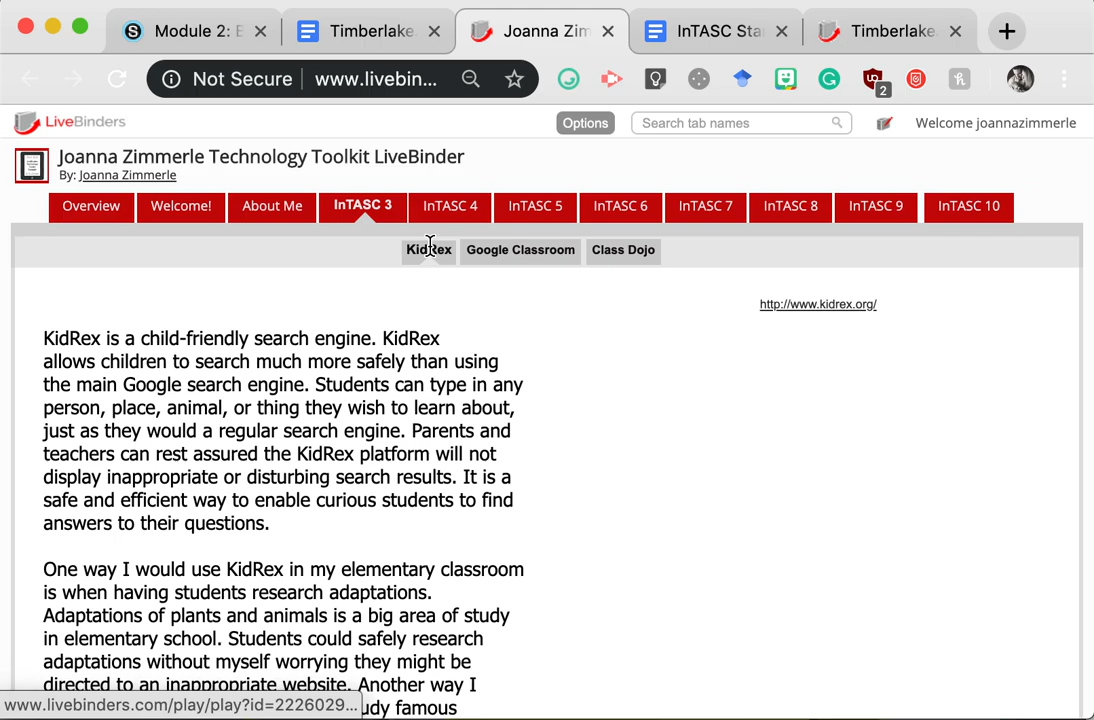 Module 2: E
Timberlake
Joanna Zim
InTASC Sta
Timberlake
Not Secure
www.livebin...
2
LiveBinders
Options
Search tab names
Welcome joannazimmerle
Joanna Zimmerle Technology Toolkit LiveBinder
By: Joanna Zimmerle
Overview
Welcome!
About Me
InTASC 3
InTASC 4
InTASC 5
InTASC 6
InTASC 7
InTASC 8
InTASC 9
InTASC 10
KidRex
Google Classroom
Class Dojo
http://www.kidrex.org/
KidRex is a child-friendly search engine. KidRex
allows children to search much more safely than using
the main Google search engine. Students can type in any
person, place, animal, or thing they wish to learn about,
just as they would a regular search engine. Parents and
teachers can rest assured the KidRex platform will not
display inappropriate or disturbing search results. It is a
safe and efficient way to enable curious students to find
answers to their questions.
One way I would use KidRex in my elementary classroom
is when having students research adaptations.
Adaptations of plants and animals is a big area of study
in elementary school. Students could safely research
adaptations without myself worrying they might be
directed to an inappropriate website. Another way I
www.livebinders.com/play/play?id=2226029...
udy famous